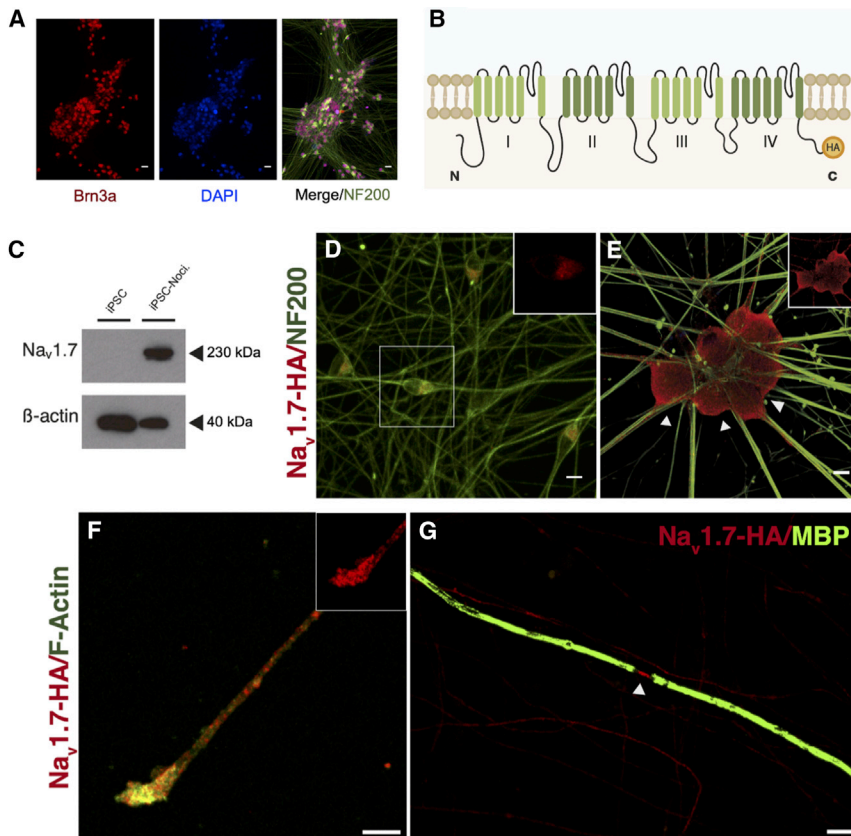 A
Brn3a
DAPI
Merge/NF200
B
I
II
III
IV
N
C
HA
C
iPSC
iPSC-Noci.
Naᵥ1.7
230 kDa
ß-actin
40 kDa
D
Naᵥ1.7-HA/NF200
E
F
Naᵥ1.7-HA/F-Actin
G
Naᵥ1.7-HA/MBP